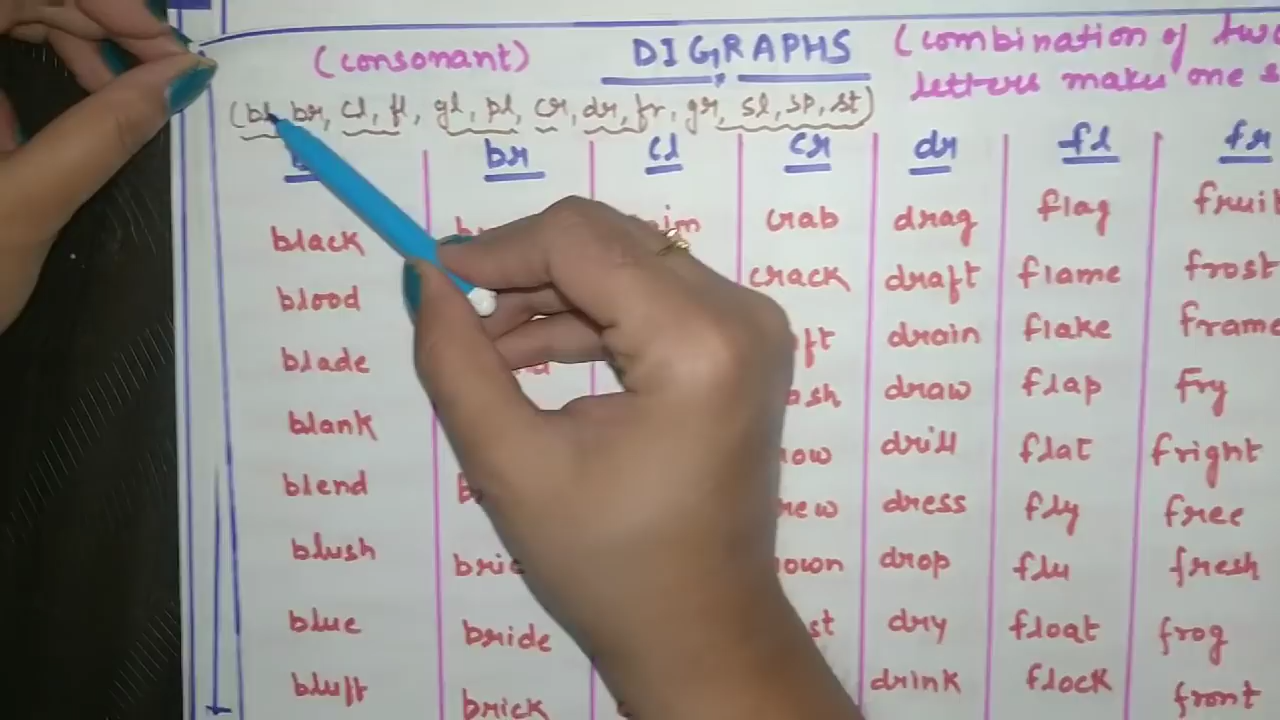 (consonant) DIGRAPHS (combination of two
letters makes one s
(bl, br, cl, fl, gl, pl, cr, dr, fr, gr, sl, sp, st)
br cl cr dr fl fr
black crab drag flag fruit
blood crack draft flame frost
blade drain flake frame
blank draw flap fry
blend drill flat fright
blush dress fly free
drop flu fresh
blue bride dry float frog
brick drink flock front